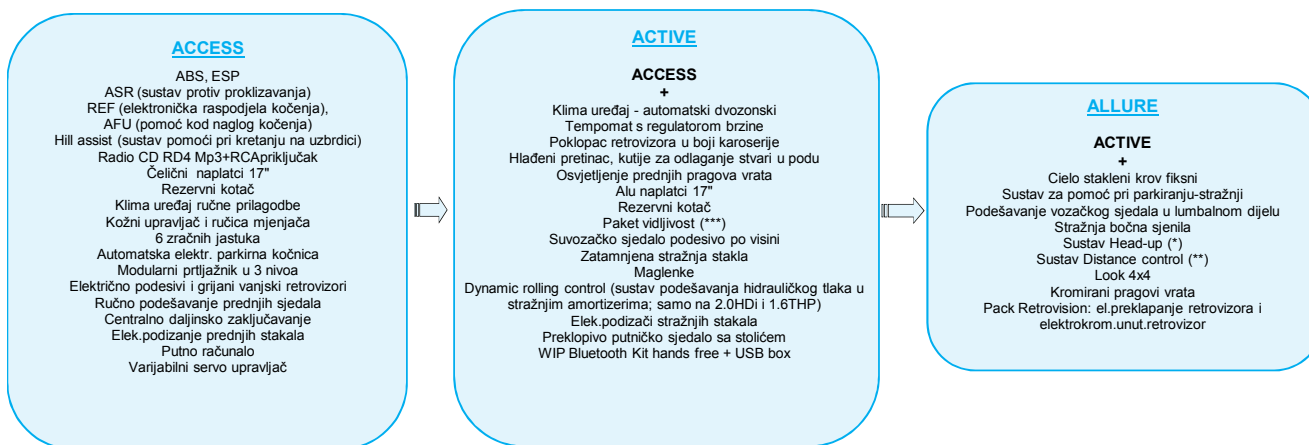 ACCESS
ABS, ESP
ASR (sustav protiv proklizavanja)
REF (elektronička raspodjela kočenja),
AFU (pomoć kod naglog kočenja)
Hill assist (sustav pomoći pri kretanju na uzbrdici)
Radio CD RD4 Mp3+RCApriključak
Čelični naplatci 17"
Rezervni kotač
Klima uređaj ručne prilagodbe
Kožni upravljač i ručica mjenjača
6 zračnih jastuka
Automatska elektr. parkirna kočnica
Modularni prtljažnik u 3 nivoa
Električno podesivi i grijani vanjski retrovizori
Ručno podešavanje prednjih sjedala
Centralno daljinsko zaključavanje
Elek.podizanje prednjih stakala
Putno računalo
Varijabilni servo upravljač
ACTIVE
ACCESS
+
Klima uređaj - automatski dvozonski
Tempomat s regulatorom brzine
Poklopac retrovizora u boji karoserije
Hlađeni pretinac, kutije za odlaganje stvari u podu
Osvjetljenje prednjih pragova vrata
Alu naplatci 17"
Rezervni kotač
Paket vidljivost (***)
Suvozačko sjedalo podesivo po visini
Zatamnjena stražnja stakla
Maglenke
Dynamic rolling control (sustav podešavanja hidrauličkog tlaka u
stražnjim amortizerima; samo na 2.0HDi i 1.6THP)
Elek.podizači stražnjih stakala
Preklopivo putničko sjedalo sa stolićem
WIP Bluetooth Kit hands free + USB box
ALLURE
ACTIVE
+
Cielo stakleni krov fiksni
Sustav za pomoć pri parkiranju-stražnji
Podešavanje vozačkog sjedala u lumbalnom dijelu
Stražnja bočna sjenila
Sustav Head-up (*)
Sustav Distance control (**)
Look 4x4
Kromirani pragovi vrata
Pack Retrovision: el.preklapanje retrovizora i
elektrokrom.unut.retrovizor